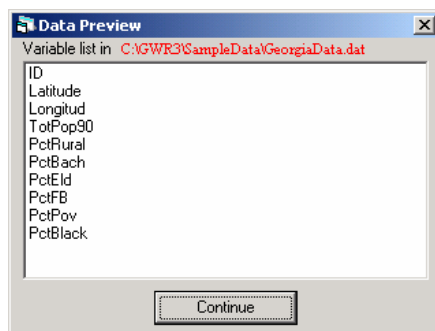 Data Preview
Variable list in C:\GWR3\SampleData\GeorgiaData.dat
ID
Latitude
Longitud
TotPop90
PctRural
PctBach
PctEld
PctFB
PctPov
PctBlack
Continue